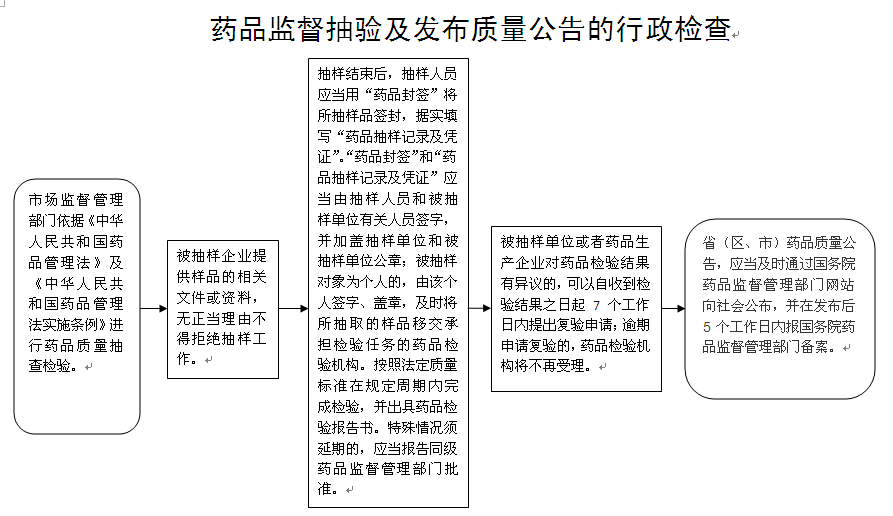 药品监督抽验及发布质量公告的行政检查
市场监督管理
部门依据《中华
人民共和国药
品管理法》及
《中华人民共
和国药品管理
法实施条例》进
行药品质量抽
查检验。
被抽样企业提
供样品的相关
文件或资料，
无正当理由不
得拒绝抽样工
作。
抽样结束后，抽样人员
应当用“药品封签”将
所抽样品签封，据实填
写“药品抽样记录及凭
证”。“药品封签”和“药
品抽样记录及凭证”应
当由抽样人员和被抽
样单位有关人员签字，
并加盖抽样单位和被
抽样单位公章；被抽样
对象为个人的，由该个
人签字、盖章，及时将
所抽取的样品移交承
担检验任务的药品检
验机构。按照法定质量
标准在规定周期内完
成检验，并出具药品检
验报告书。特殊情况须
延期的，应当报告同级
药品监督管理部门批
准。
被抽样单位或者药品生
产企业对药品检验结果
有异议的，可以自收到检
验结果之日起 7 个工作
日内提出复验申请；逾期
申请复验的，药品检验机
构将不再受理。
省（区、市）药品质量公
告，应当及时通过国务院
药品监督管理部门网站
向社会公布，并在发布后
5 个工作日内报国务院药
品监督管理部门备案。